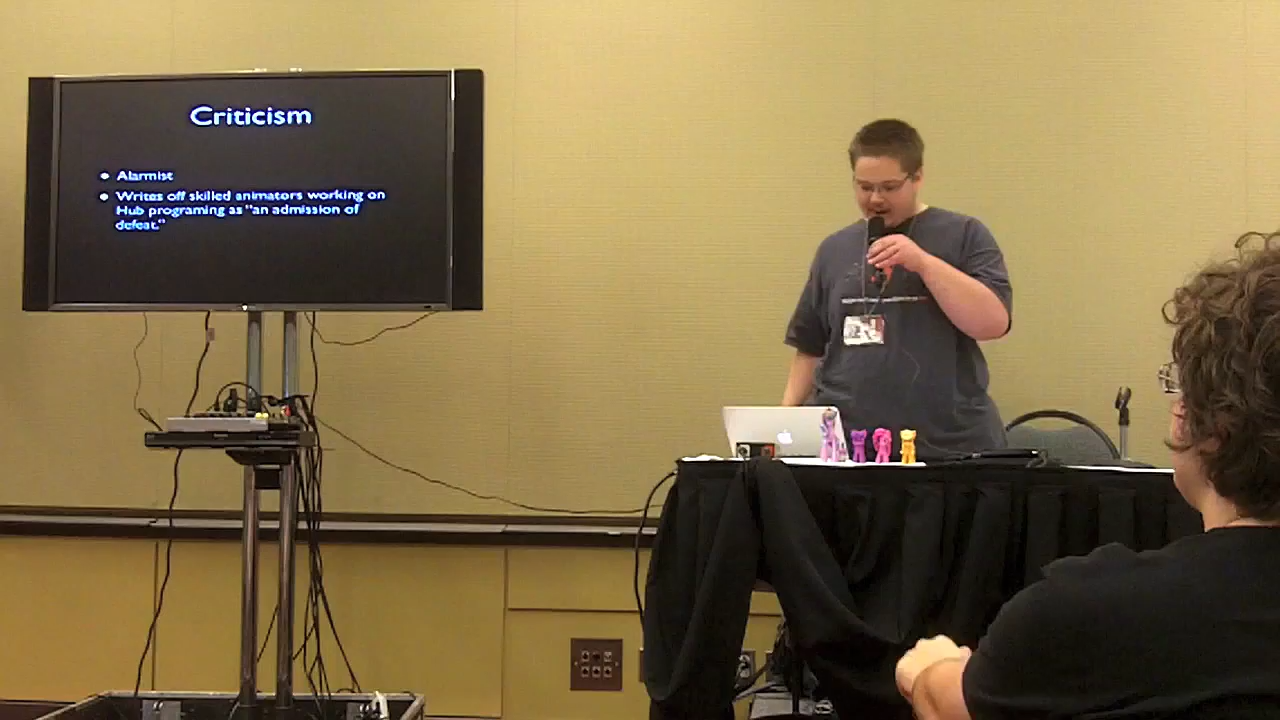 Criticism
• Alarmist
• Writes off skilled animators working on
Hub programing as "an admission of
defeat."